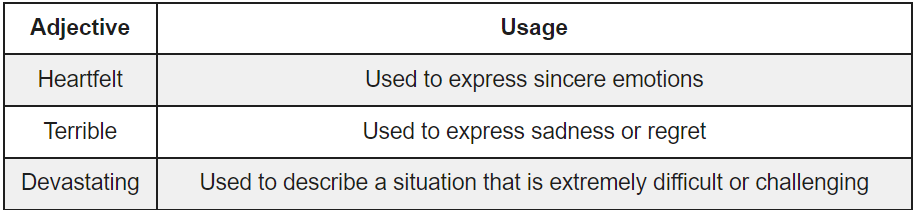 Adjective Usage
Heartfelt Used to express sincere emotions
Terrible Used to express sadness or regret
Devastating Used to describe a situation that is extremely difficult or challenging